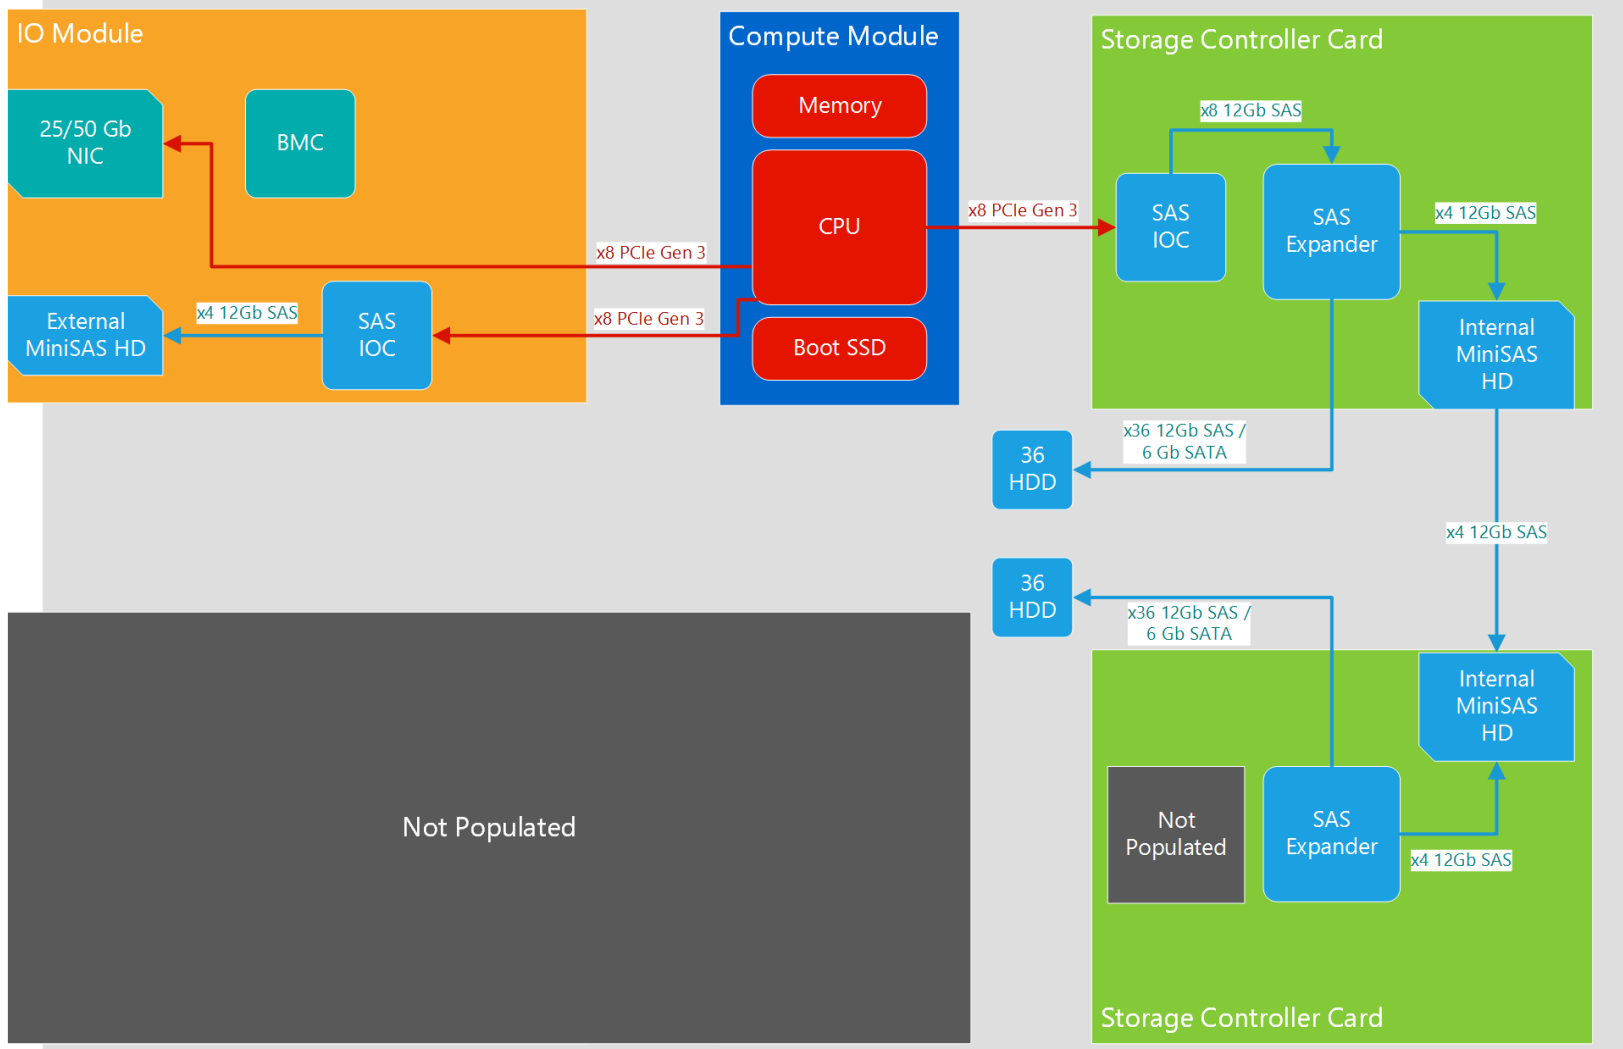 IO Module
25/50 Gb
NIC
BMC
x8 PCIe Gen 3
External
MiniSAS HD
x4 12Gb SAS
SAS
IOC
x8 PCIe Gen 3
Compute Module
Memory
CPU
Boot SSD
x8 PCIe Gen 3
Storage Controller Card
x8 12Gb SAS
SAS
IOC
SAS
Expander
x4 12Gb SAS
Internal
MiniSAS
HD
36
HDD
x36 12Gb SAS /
6 Gb SATA
x4 12Gb SAS
36
HDD
x36 12Gb SAS /
6 Gb SATA
Not Populated
Internal
MiniSAS
HD
Not
Populated
SAS
Expander
x4 12Gb SAS
Storage Controller Card